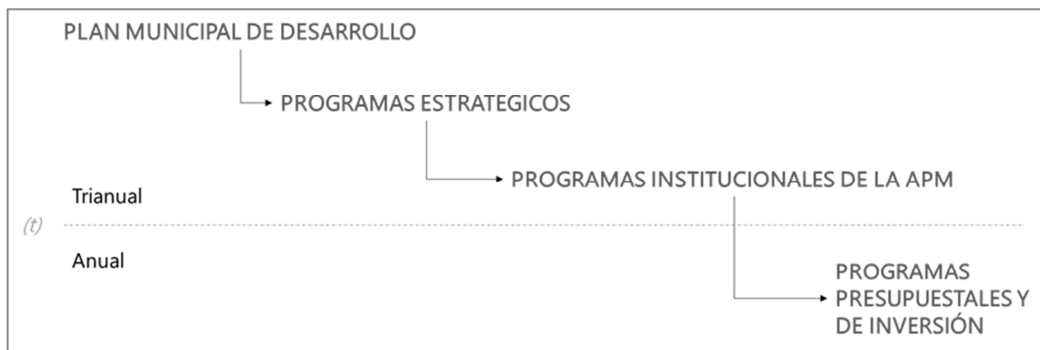 PLAN MUNICIPAL DE DESARROLLO
PROGRAMAS ESTRATEGICOS
PROGRAMAS INSTITUCIONALES DE LA APM
Trianual
(t)
Anual
PROGRAMAS
PRESUPUESTALES Y
DE INVERSIÓN